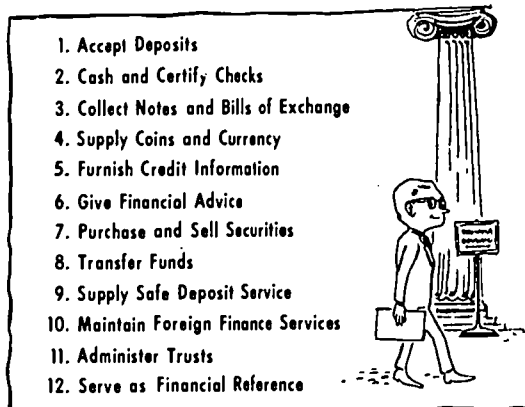 1. Accept Deposits
2. Cash and Certify Checks
3. Collect Notes and Bills of Exchange
4. Supply Coins and Currency
5. Furnish Credit Information
6. Give Financial Advice
7. Purchase and Sell Securities
8. Transfer Funds
9. Supply Safe Deposit Service
10. Maintain Foreign Finance Services
11. Administer Trusts
12. Serve as Financial Reference